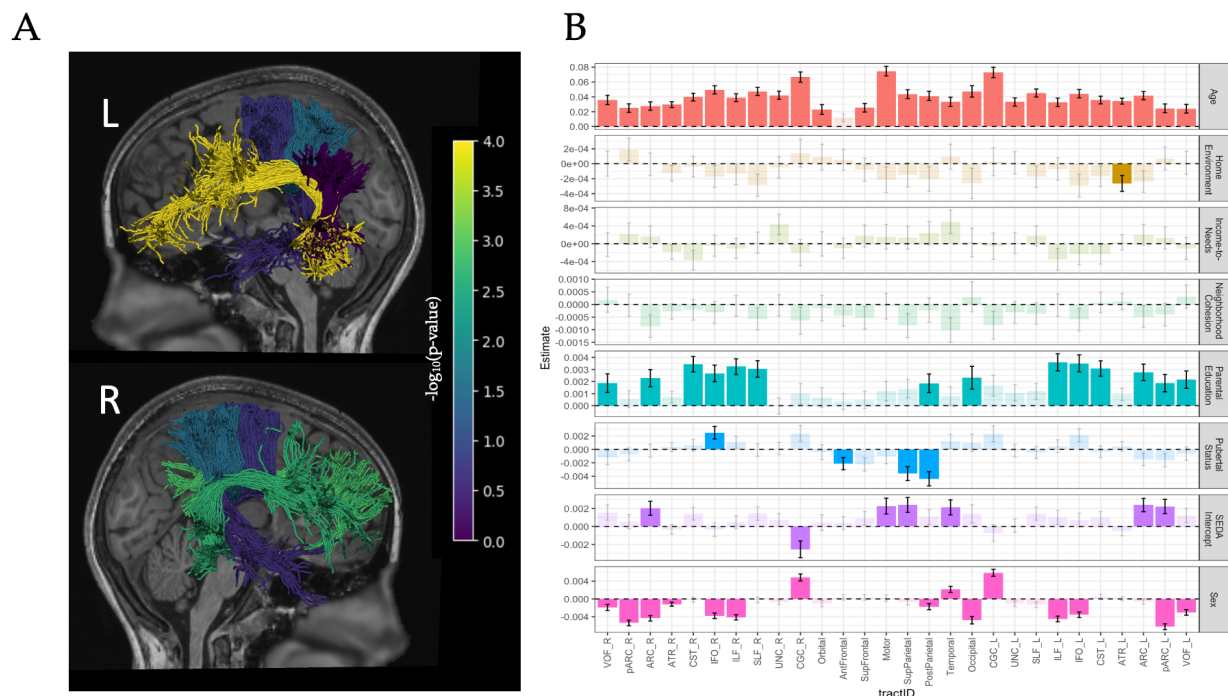 A
B
L
R
-log10(p-value)
4.0
3.5
3.0
2.5
2.0
1.5
1.0
0.5
0.0
Estimate
0.08
0.06
0.04
0.02
0.00
Age
2e-04
0e+00
-2e-04
-4e-04
Home
Environment
8e-04
4e-04
0e+00
-4e-04
Income-to-
Needs
0.0010
0.0005
0.0000
-0.0005
-0.0010
-0.0015
Neighborhood
Cohesion
0.004
0.003
0.002
0.001
0.000
Parental
Education
0.002
0.000
-0.002
-0.004
Pubertal
Status
0.002
0.000
-0.002
SEDA
Intercept
0.004
0.000
-0.004
Sex
VOF_R
pARC_R
ARC_R
ATR_R
CST_R
IFO_R
ILF_R
SLF_R
UNC_R
CGC_R
Orbital
AntFrontal
SupFrontal
Motor
SupParietal
PostParietal
Temporal
Occipital
CGC_L
UNC_L
SLF_L
ILF_L
IFO_L
CST_L
ATR_L
ARC_L
pARC_L
VOF_L
tractID